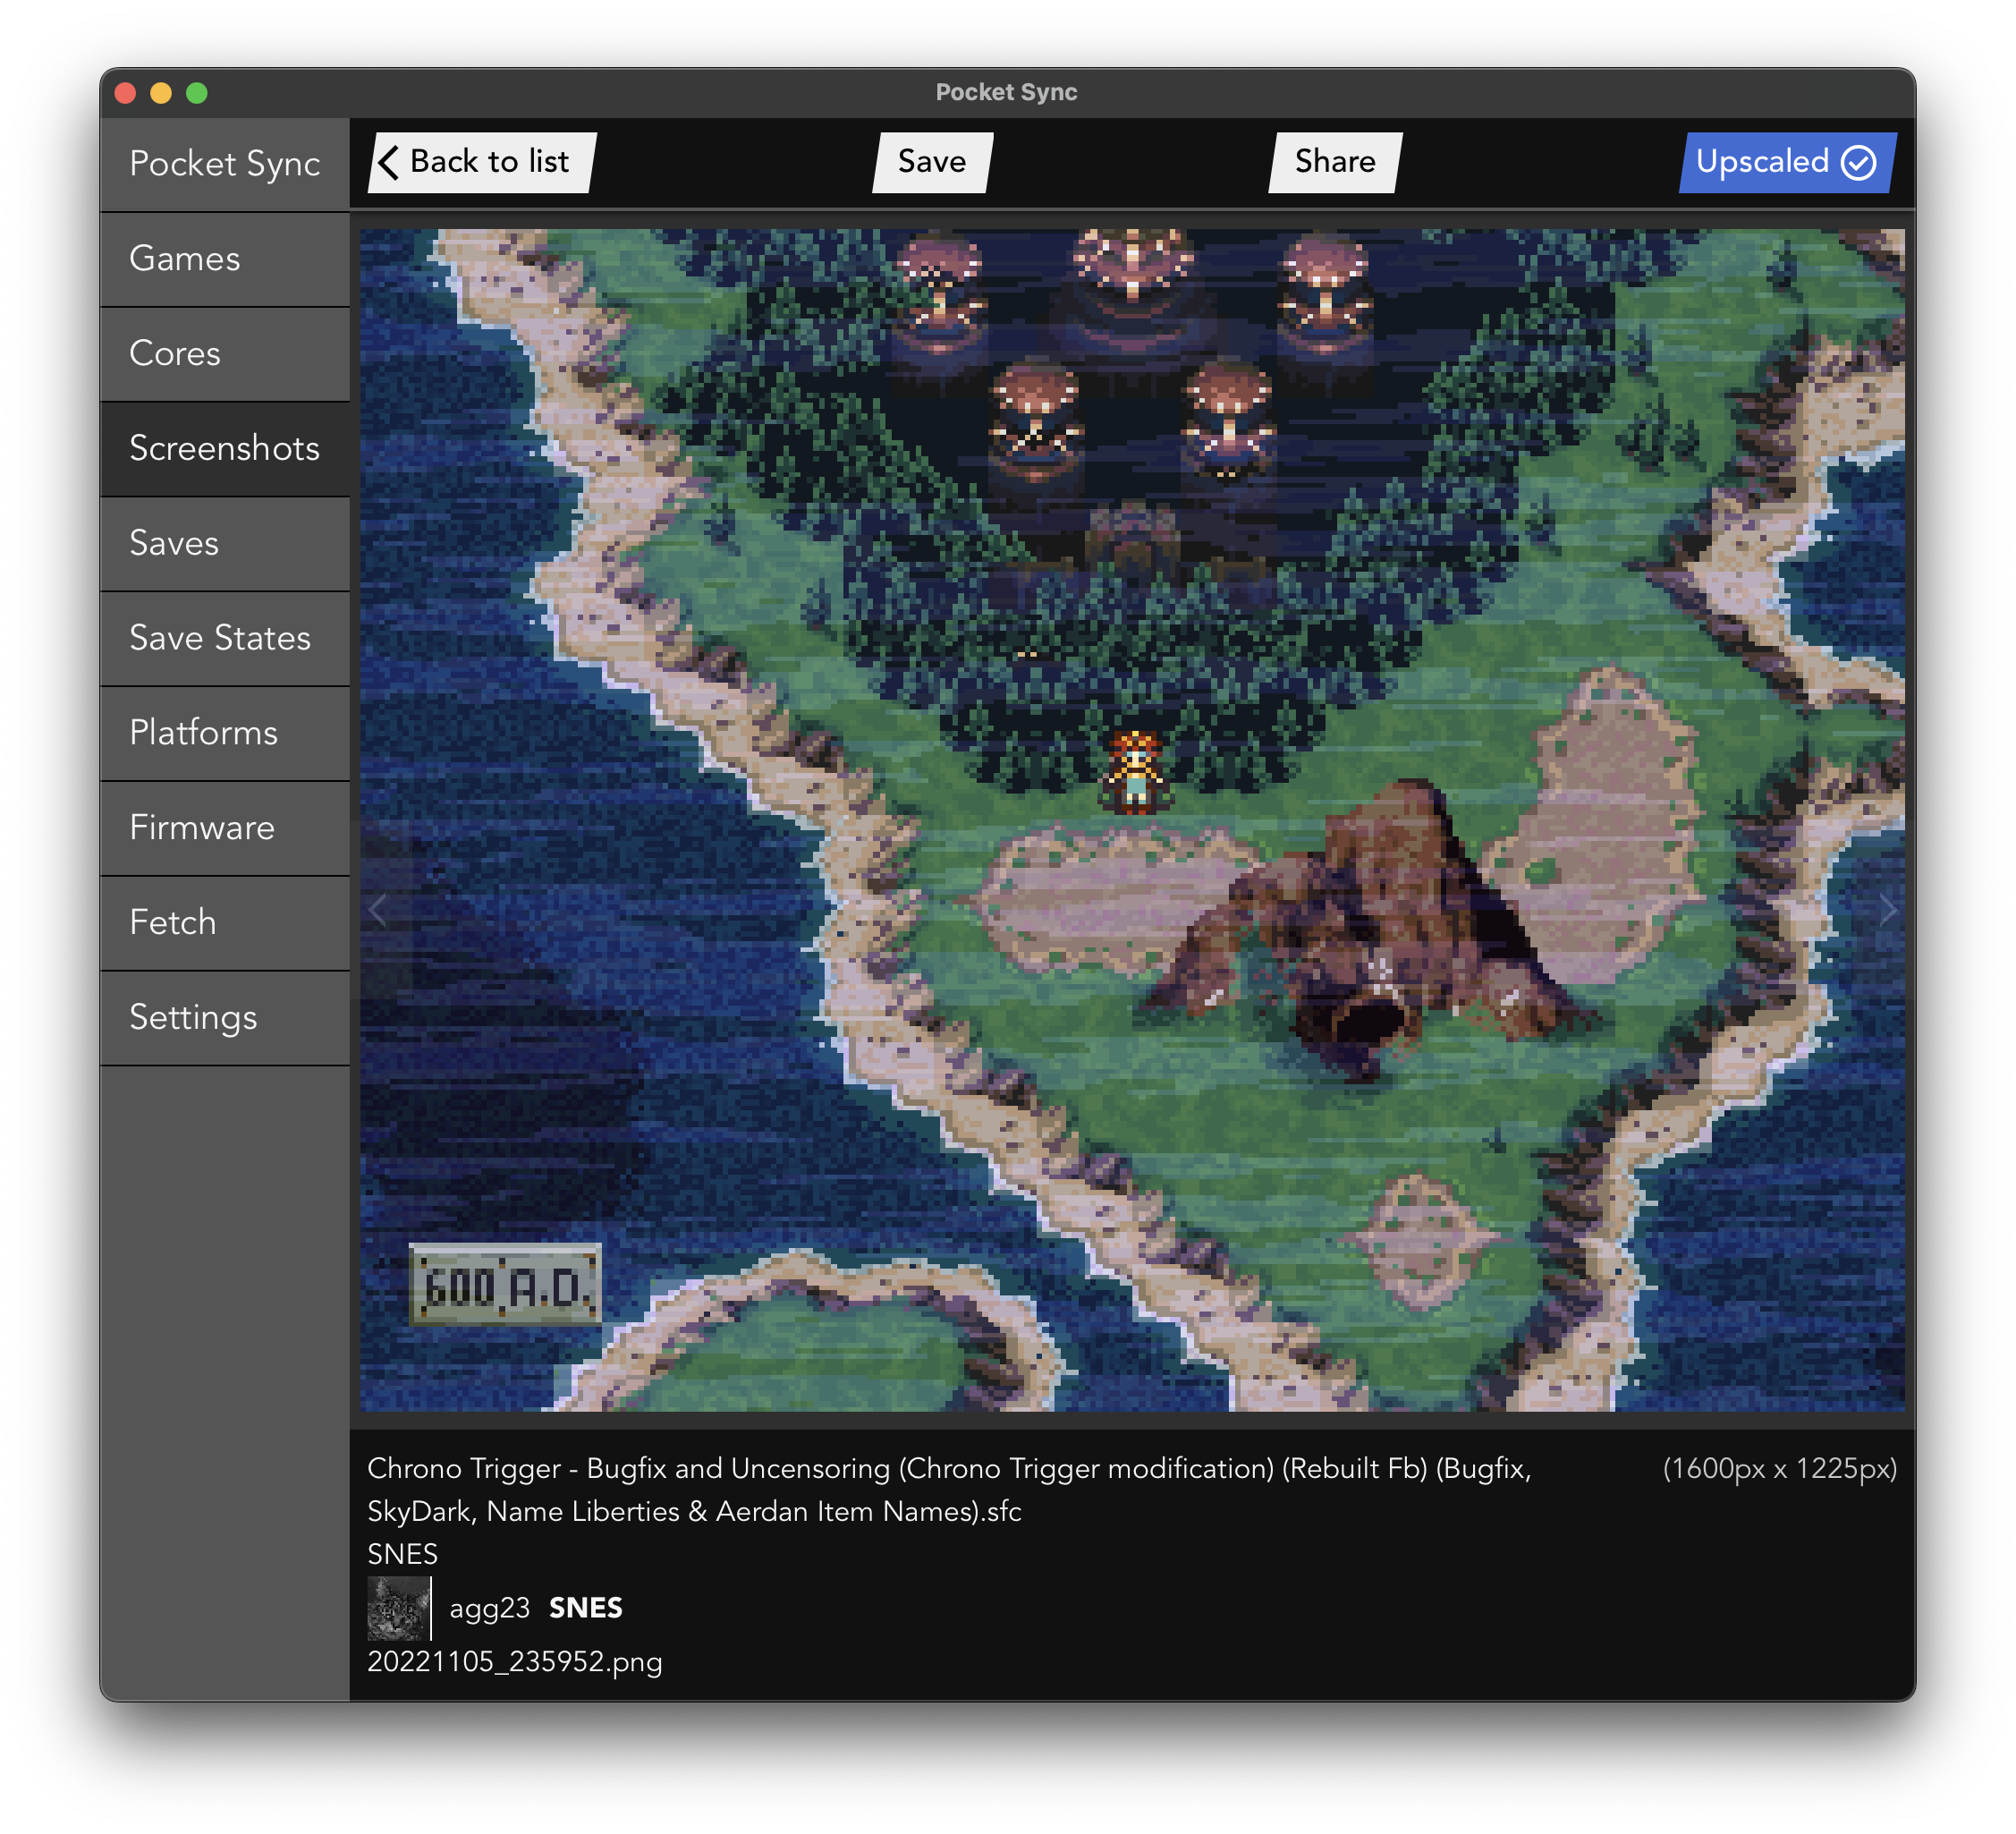 Pocket Sync
Pocket Sync
Games
Cores
Screenshots
Saves
Save States
Platforms
Firmware
Fetch
Settings
Back to list
Save
Share
Upscaled
600 A.D.
Chrono Trigger - Bugfix and Uncensoring (Chrono Trigger modification) (Rebuilt Fb) (Bugfix,
SkyDark, Name Liberties & Aerdan Item Names).sfc
(1600px x 1225px)
SNES
agg23 SNES
20221105_235952.png